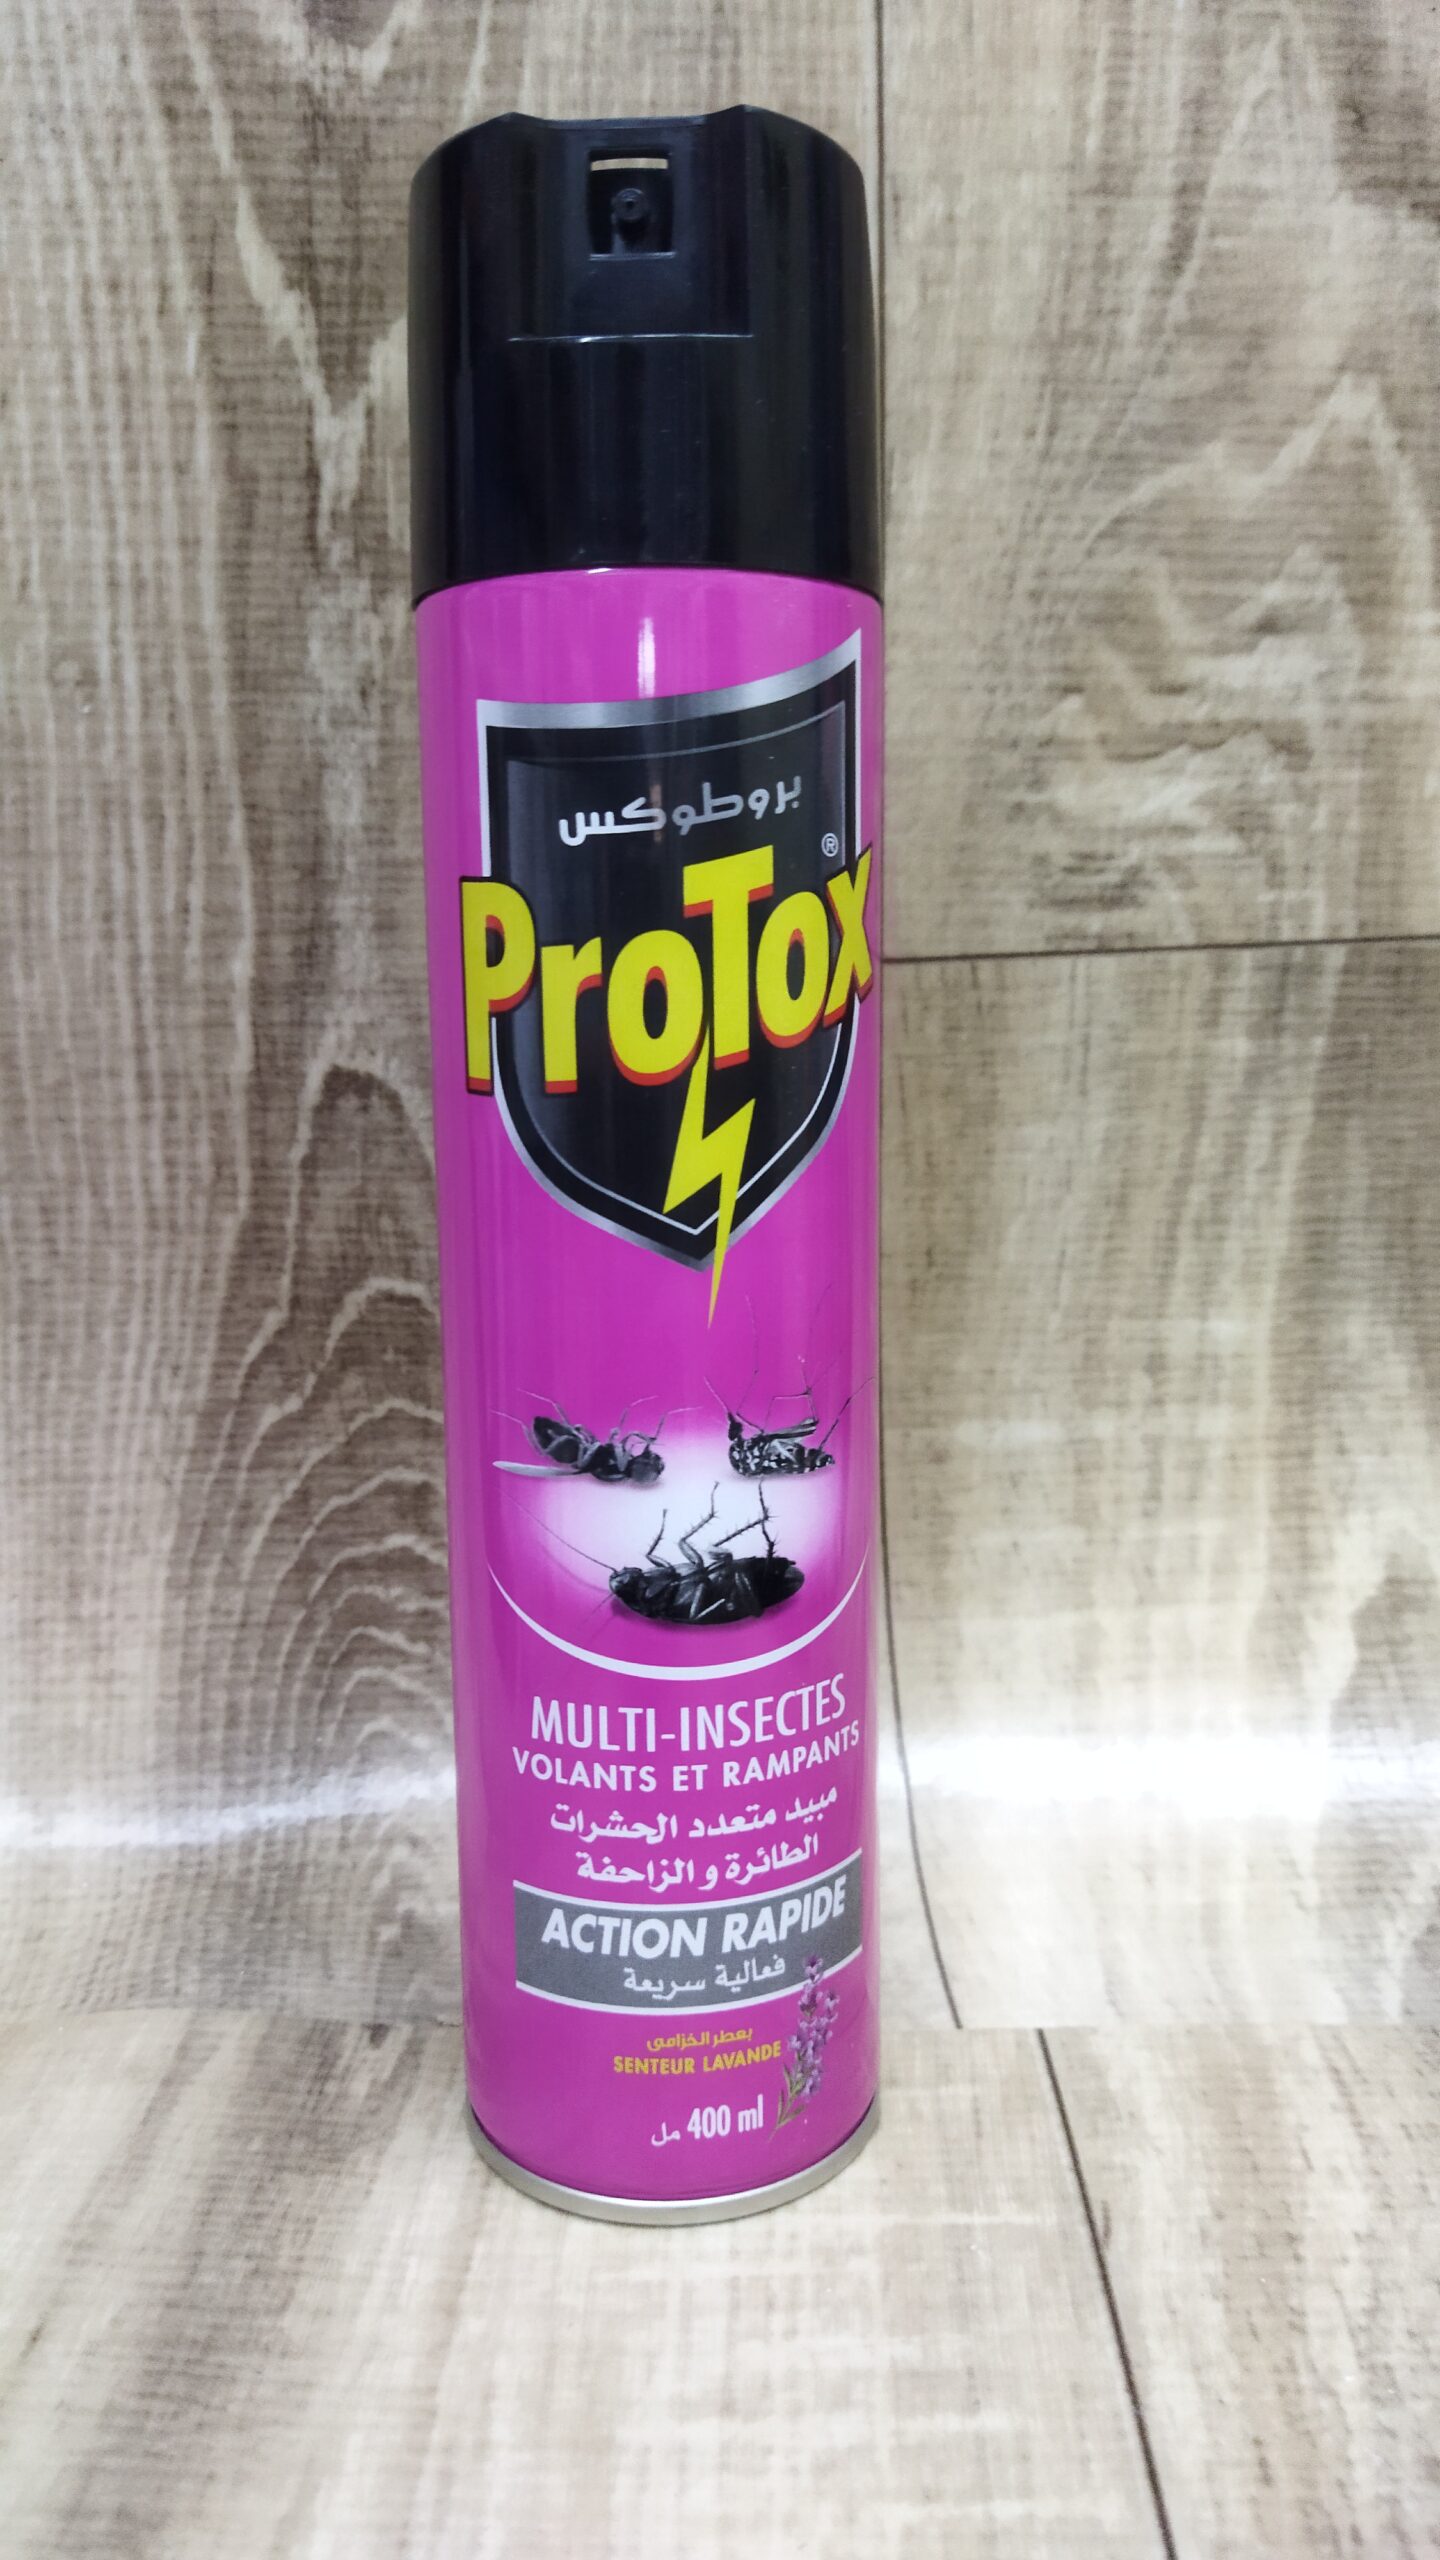 بروطوكس
ProTox®
MULTI-INSECTES
VOLANTS ET RAMPANTS
مبيد متعدد الحشرات
الطائرة و الزاحفة
ACTION RAPIDE
فعالية سريعة
بعطر الخزامى
SENTEUR LAVANDE
400 ml مل